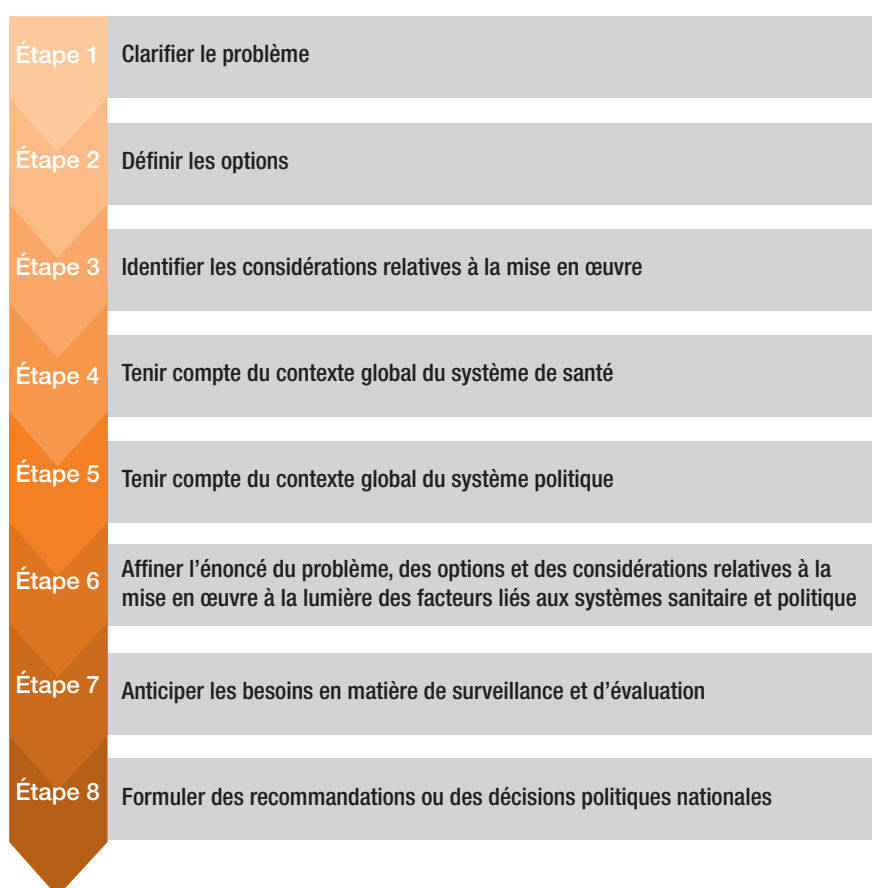 Étape 1
Clarifier le problème
Étape 2
Définir les options
Étape 3
Identifier les considérations relatives à la mise en œuvre
Étape 4
Tenir compte du contexte global du système de santé
Étape 5
Tenir compte du contexte global du système politique
Étape 6
Affiner l’énoncé du problème, des options et des considérations relatives à la
mise en œuvre à la lumière des facteurs liés aux systèmes sanitaire et politique
Étape 7
Anticiper les besoins en matière de surveillance et d’évaluation
Étape 8
Formuler des recommandations ou des décisions politiques nationales